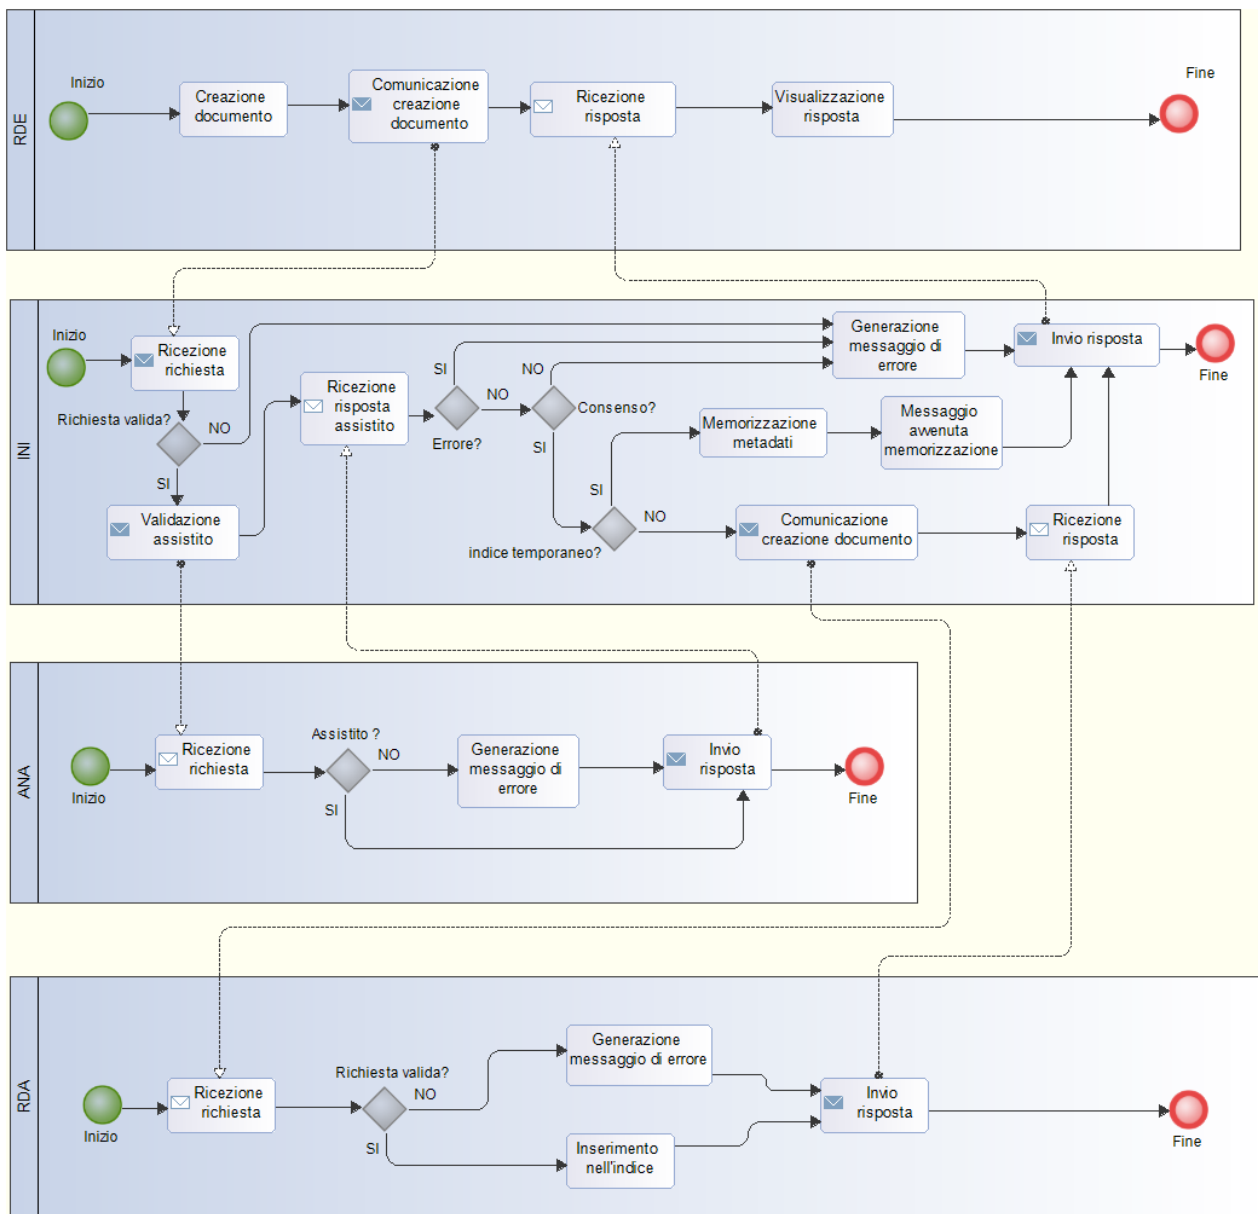 RDE
Inizio
Creazione
documento
Comunicazione
creazione
documento
Ricezione
risposta
Visualizzazione
risposta
Fine
INI
Inizio
Ricezione
richiesta
Richiesta valida?
NO
SI
Validazione
assistito
Ricezione
risposta
assistito
SI
NO
Errore?
NO
Consenso?
SI
Generazione
messaggio di
errore
Invio risposta
Fine
Memorizzazione
metadati
Messaggio
avvenuta
memorizzazione
SI
NO
indice temporaneo?
Comunicazione
creazione documento
Ricezione
risposta
ANA
Inizio
Ricezione
richiesta
Assistito ?
NO
SI
Generazione
messaggio di
errore
Invio
risposta
Fine
RDA
Inizio
Ricezione
richiesta
Richiesta valida?
NO
SI
Generazione
messaggio di errore
Inserimento
nell'indice
Invio
risposta
Fine